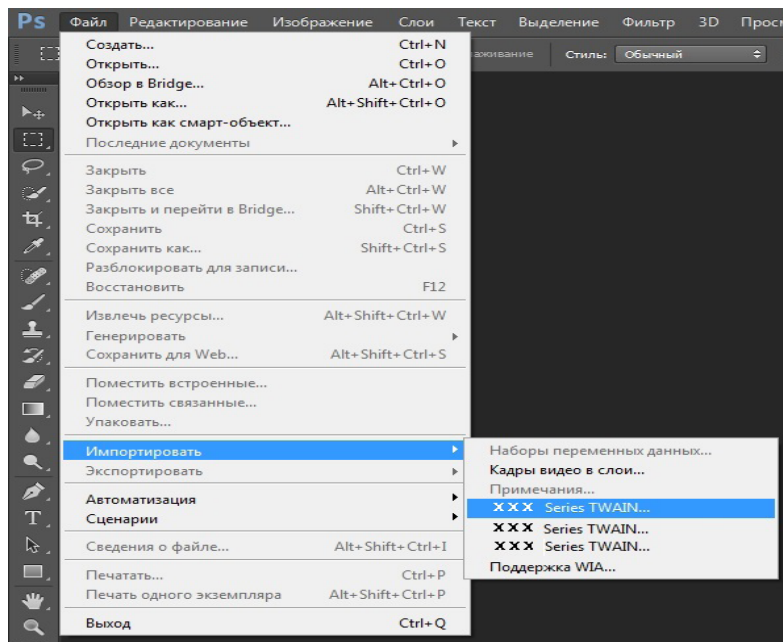 Ps Файл Редактирование Изображение Слои Текст Выделение Фильтр 3D
Стиль: Обычный
Создать... Ctrl+N
Открыть... Ctrl+O
Обзор в Bridge... Alt+Ctrl+O
Открыть как... Alt+Shift+Ctrl+O
Открыть как смарт-объект...
Последние документы
Закрыть Ctrl+W
Закрыть все Alt+Ctrl+W
Закрыть и перейти в Bridge... Shift+Ctrl+W
Сохранить Ctrl+S
Сохранить как... Shift+Ctrl+S
Разблокировать для записи...
Восстановить F12
Извлечь ресурсы... Alt+Shift+Ctrl+W
Генерировать
Сохранить для Web... Alt+Shift+Ctrl+S
Поместить встроенные...
Поместить связанные...
Упаковать...
Импортировать
Экспортировать
Автоматизация
Сценарии
Сведения о файле... Alt+Shift+Ctrl+I
Печатать... Ctrl+P
Печать одного экземпляра Alt+Shift+Ctrl+P
Выход Ctrl+Q
Наборы переменных данных...
Кадры видео в слои...
Примечания...
XXX Series TWAIN...
XXX Series TWAIN...
XXX Series TWAIN...
Поддержка WIA...